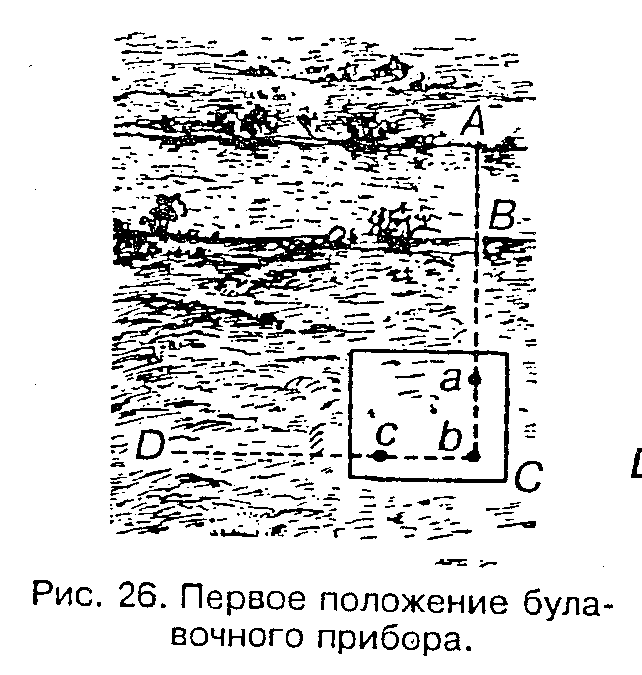 A
B
a
D c b
C
Рис. 26. Первое положение була-
вочного прибора.